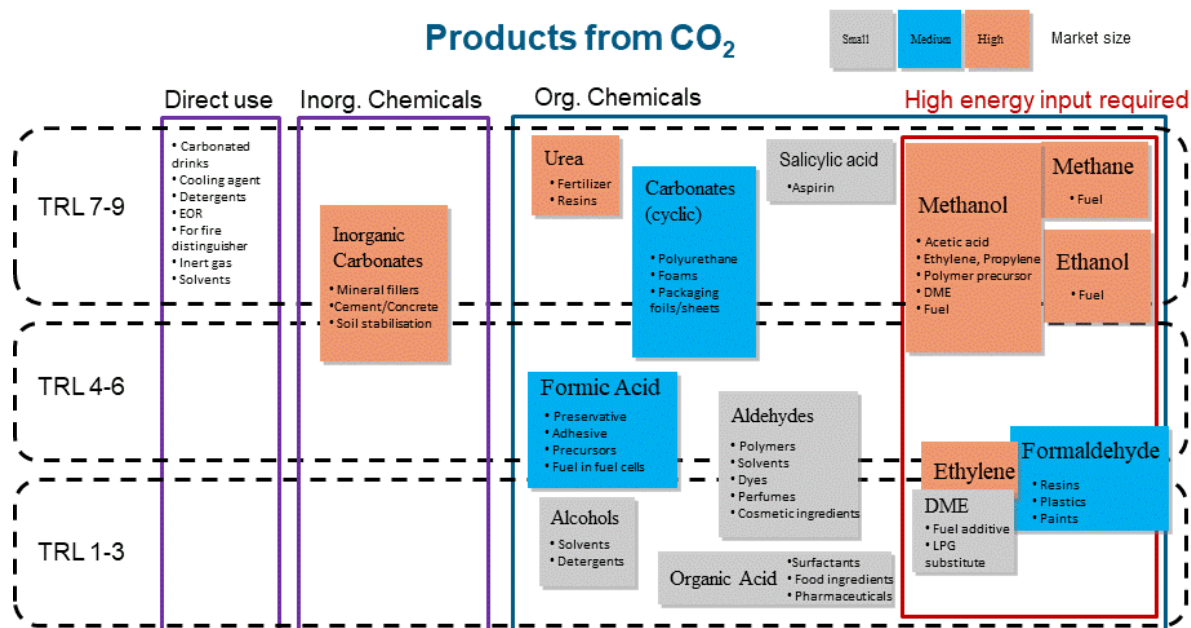 Products from CO₂
Small
Medium
High
Market size
Direct use
Inorg. Chemicals
Org. Chemicals
High energy input required
TRL 7-9
• Carbonated
drinks
• Cooling agent
• Detergents
• EOR
• For fire
distinguisher
• Inert gas
• Solvents
Inorganic
Carbonates
• Mineral fillers
• Cement/Concrete
• Soil stabilisation
Urea
• Fertilizer
• Resins
Carbonates
(cyclic)
• Polyurethane
• Foams
• Packaging
foils/sheets
Salicylic acid
• Aspirin
Methanol
• Acetic acid
• Ethylene, Propylene
• Polymer precursor
• DME
• Fuel
Methane
• Fuel
Ethanol
• Fuel
TRL 4-6
Formic Acid
• Preservative
• Adhesive
• Precursors
• Fuel in fuel cells
Aldehydes
• Polymers
• Solvents
• Dyes
• Perfumes
• Cosmetic ingredients
Ethylene
Formaldehyde
• Resins
• Plastics
• Paints
TRL 1-3
Alcohols
• Solvents
• Detergents
Organic Acid
• Surfactants
• Food ingredients
• Pharmaceuticals
DME
• Fuel additive
• LPG
substitute